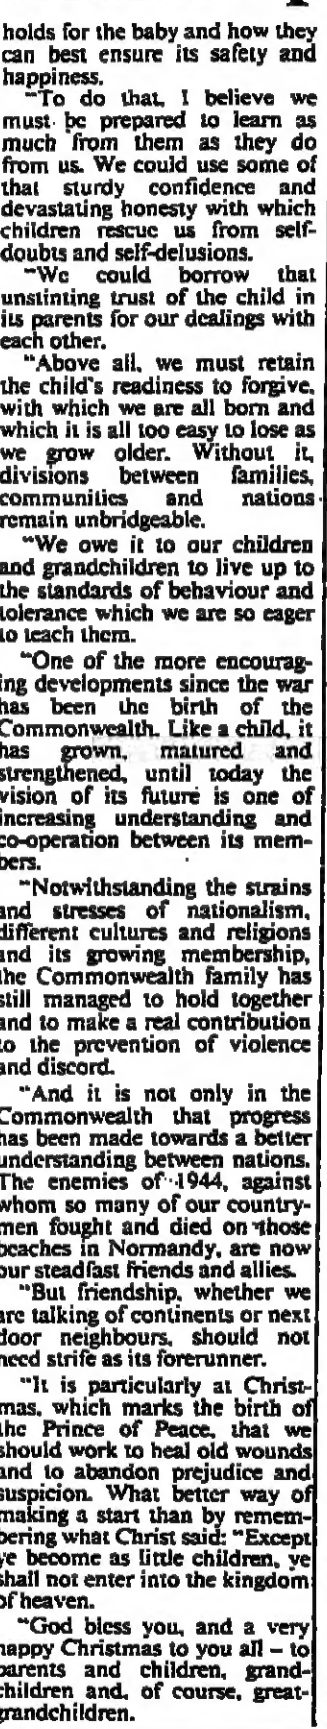 holds for the baby and how they
can best ensure its safety and
happiness.
"To do that, I believe we
must be prepared to learn as
much from them as they do
from us. We could use some of
that sturdy confidence and
devastating honesty with which
children rescue us from self-
doubts and self-delusions.
"We could borrow that
unstinting trust of the child in
its parents for our dealings with
each other.
"Above all, we must retain
the child's readiness to forgive,
with which we are all born and
which it is all too easy to lose as
we grow older. Without it,
divisions between families,
communities and nations
remain unbridgeable.
"We owe it to our children
and grandchildren to live up to
the standards of behaviour and
tolerance which we are so eager
to teach them.
"One of the more encourag-
ing developments since the war
has been the birth of the
Commonwealth. Like a child, it
has grown, matured and
strengthened, until today the
vision of its future is one of
increasing understanding and
co-operation between its mem-
bers.
"Notwithstanding the strains
and stresses of nationalism,
different cultures and religions
and its growing membership,
the Commonwealth family has
still managed to hold together
and to make a real contribution
to the prevention of violence
and discord.
"And it is not only in the
Commonwealth that progress
has been made towards a better
understanding between nations.
The enemies of 1944, against
whom so many of our country-
men fought and died on those
beaches in Normandy, are now
our steadfast friends and allies.
"But friendship, whether we
are talking of continents or next
door neighbours, should not
need strife as its forerunner.
"It is particularly at Christ-
mas, which marks the birth of
the Prince of Peace, that we
should work to heal old wounds
and to abandon prejudice and
suspicion. What better way of
making a start than by remem-
bering what Christ said: "Except
ye become as little children, ye
shall not enter into the kingdom
of heaven.
"God bless you, and a very
happy Christmas to you all – to
parents and children, grand-
children and, of course, great-
grandchildren.